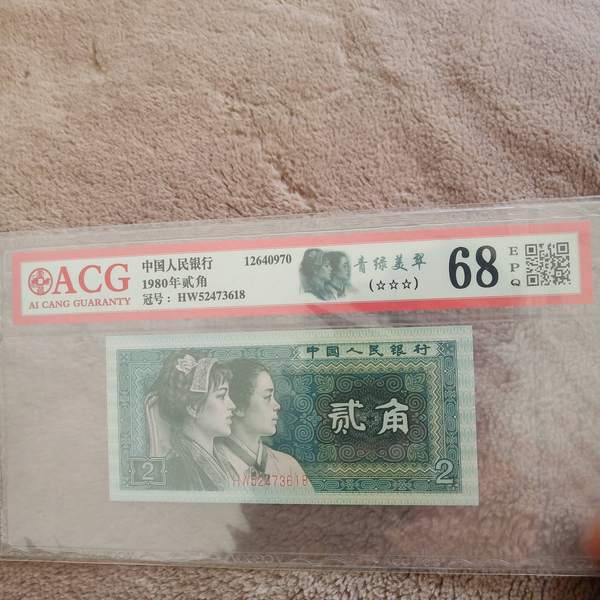 ACG
AI CANG GUARANTY
中国人民银行
1980年贰角
冠号: HW52473618
12640970
青绿美翠
(☆☆☆)
68
E
P
Q
中国人民银行
贰角
HW52473618
2
2